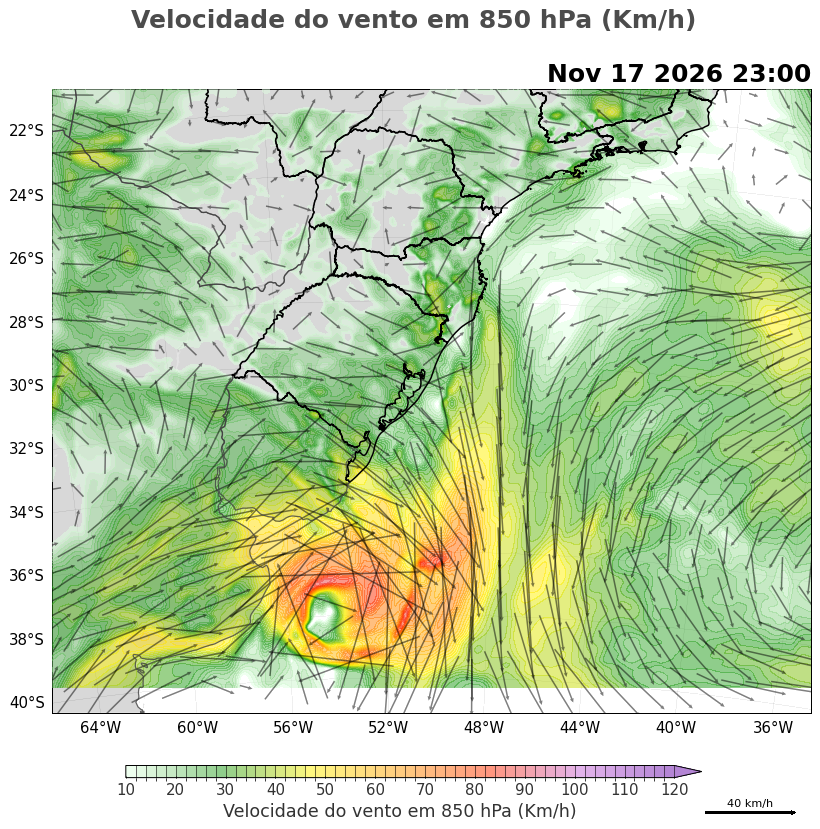 Velocidade do vento em 850 hPa (Km/h)
Nov 17 2026 23:00
22°S
24°S
26°S
28°S
30°S
32°S
34°S
36°S
38°S
40°S
64°W 60°W 56°W 52°W 48°W 44°W 40°W 36°W
10 20 30 40 50 60 70 80 90 100 110 120
Velocidade do vento em 850 hPa (Km/h)
40 km/h